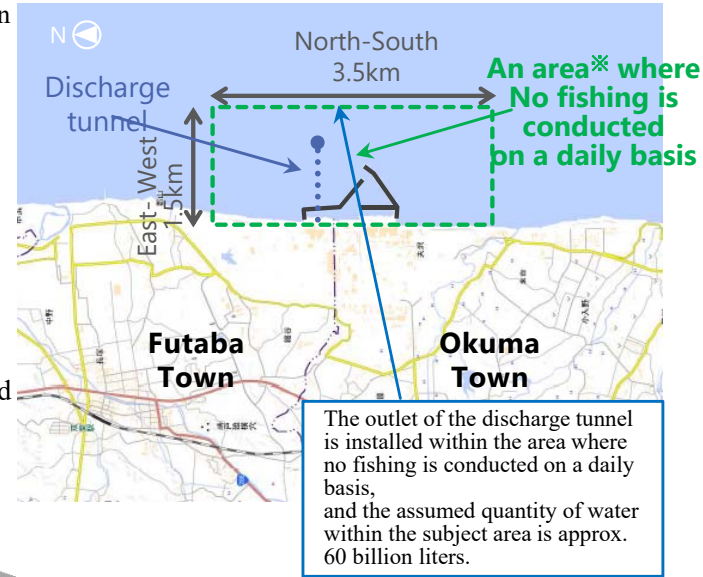 n
N
North-South
3.5km
Discharge
tunnel
An area※ where
No fishing is
conducted
on a daily basis
East- West
1.5km
Futaba
Town
Okuma
Town
d
The outlet of the discharge tunnel
is installed within the area where
no fishing is conducted on a daily
basis,
and the assumed quantity of water
within the subject area is approx.
60 billion liters.